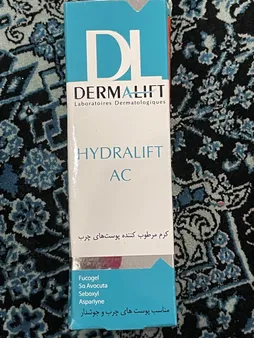 DL
DERMALIFT
Laboratoires Dermatologiques
HYDRALIFT
AC
کرم مرطوب کننده پوست‌های چرب
Fucogel
5α Avocuta
Seboxyl
Asparlyne
مناسب پوست های چرب و جوشدار